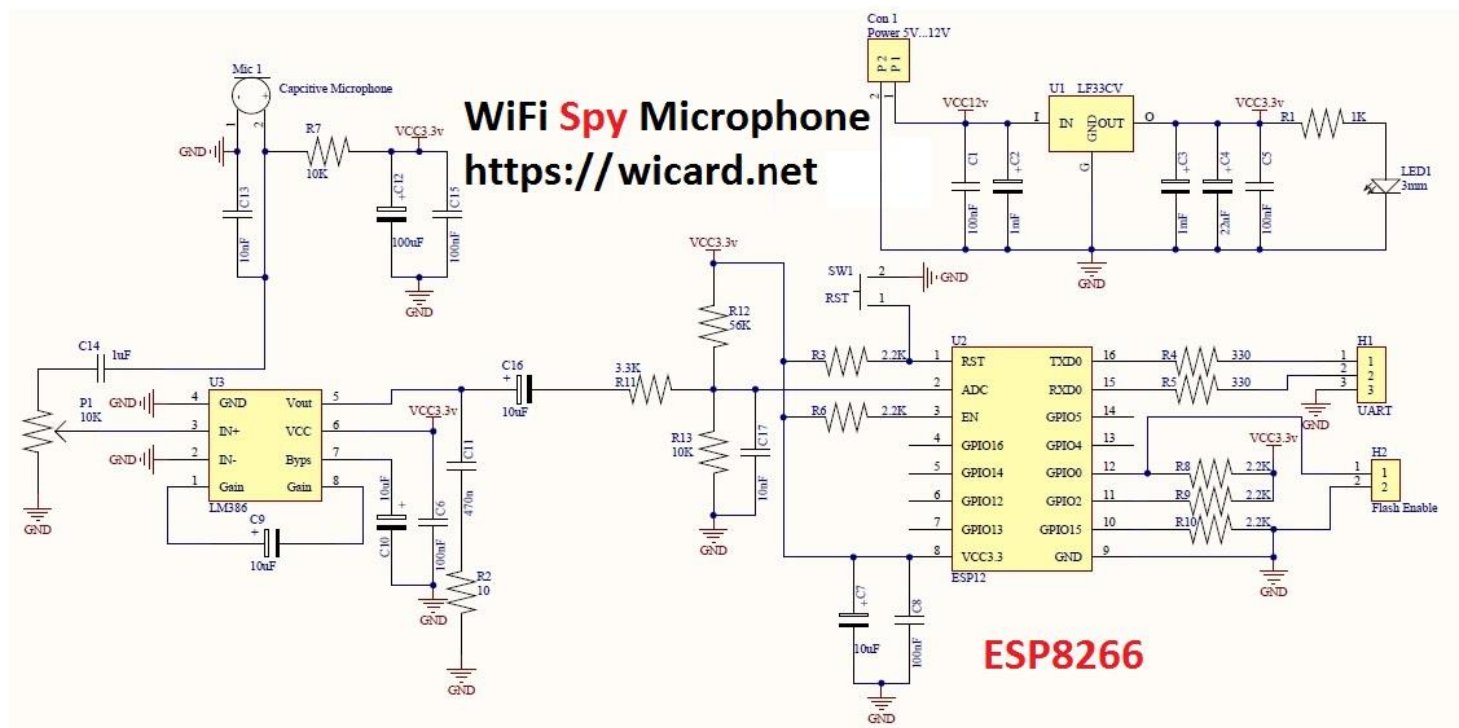 Con 1
Power 5V...12V
P2 P1
2 1
Mic 1
- +
Capcitive Microphone
1 2
WiFi Spy Microphone
https://wicard.net
VCC12v
U1 LF33CV
I IN GND OUT O
G
VCC3.3v
R1 1K
LED1
3mm
C1
100nF
+C2
1mF
+C3
1mF
+C4
22uF
C5
100nF
GND
GND
R7
10K
VCC3.3v
C13
10nF
+C12
100uF
C15
100nF
GND
VCC3.3v
SW1 2
RST 1
GND
R12
56K
C14
1uF
P1
10K
GND
U3
GND 4 GND Vout 5
3 IN+ VCC 6
GND 2 IN- Byps 7
1 Gain Gain 8
LM386
C9
+
10uF
VCC3.3v
10uF
+
C10
C6
100nF
GND
C11
470n
R2
10
GND
C16
+
10uF
3.3K
R11
R13
10K
C17
10nF
GND
U2
R3 2.2K 1 RST TXD0 16 R4 330
2 ADC RXD0 15 R5 330
R6 2.2K 3 EN GPIO5 14
4 GPIO16 GPIO4 13
5 GPIO14 GPIO0 12 R8 2.2K
6 GPIO12 GPIO2 11 R9 2.2K
7 GPIO13 GPIO15 10 R10 2.2K
8 VCC3.3 GND 9
ESP12
H1
1 1
2 2
3 3
UART
GND
VCC3.3v
H2
1 1
2 2
Flash Enable
GND
+C7
10uF
C8
100nF
GND
ESP8266